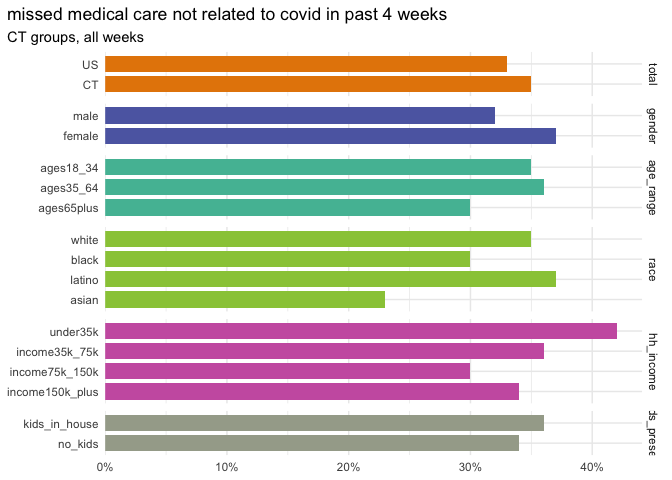 missed medical care not related to covid in past 4 weeks
CT groups, all weeks
US
CT
total
male
female
gender
ages18_34
ages35_64
ages65plus
age_range
white
black
latino
asian
race
under35k
income35k_75k
income75k_150k
income150k_plus
hh_income
kids_in_house
no_kids
ds_prese
0% 10% 20% 30% 40%